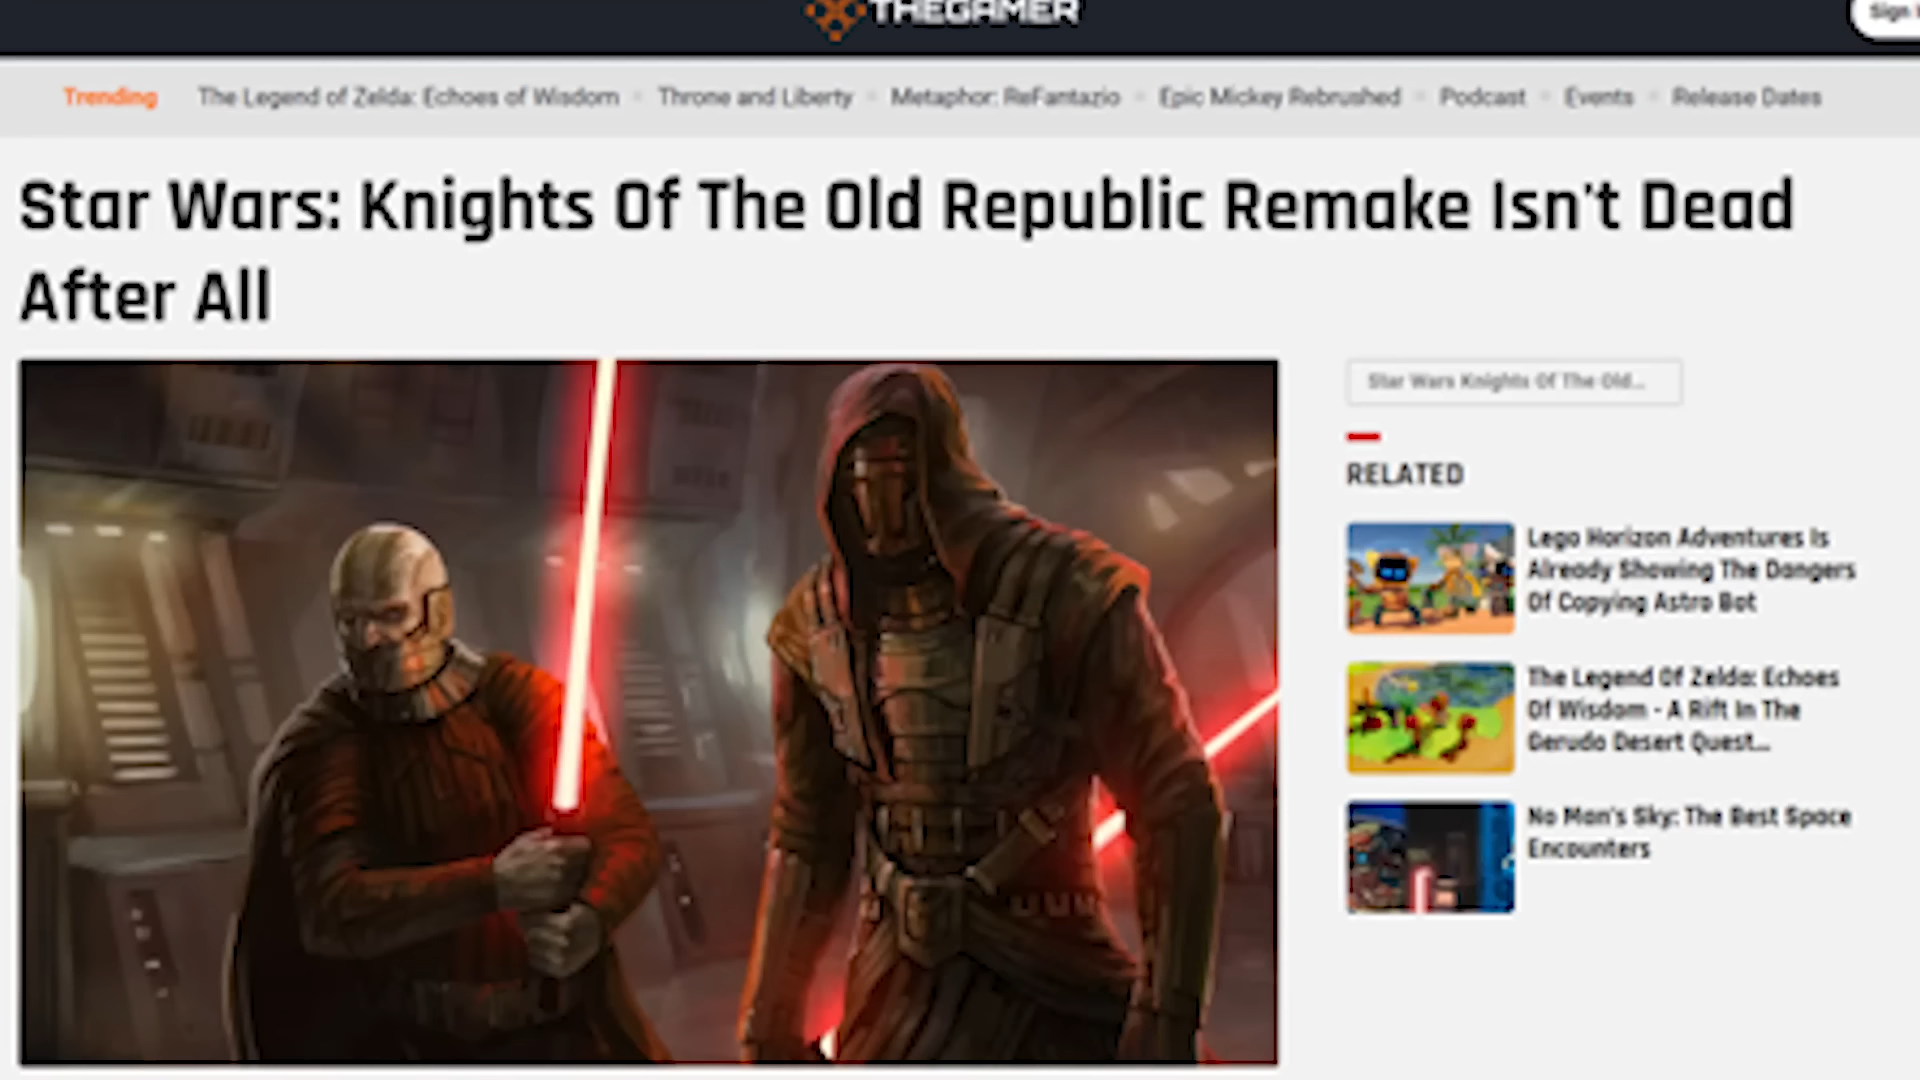 THEGAMER
Sign
Trending The Legend of Zelda: Echoes of Wisdom Throne and Liberty Metaphor: ReFantazio Epic Mickey Rebrushed Podcast Events Release Dates
Star Wars: Knights Of The Old Republic Remake Isn't Dead
After All
Star Wars Knights Of The Old...
RELATED
Lego Horizon Adventures Is
Already Showing The Dangers
Of Copying Astro Bot
The Legend Of Zelda: Echoes
Of Wisdom - A Rift In The
Gerudo Desert Quest...
No Man's Sky: The Best Space
Encounters